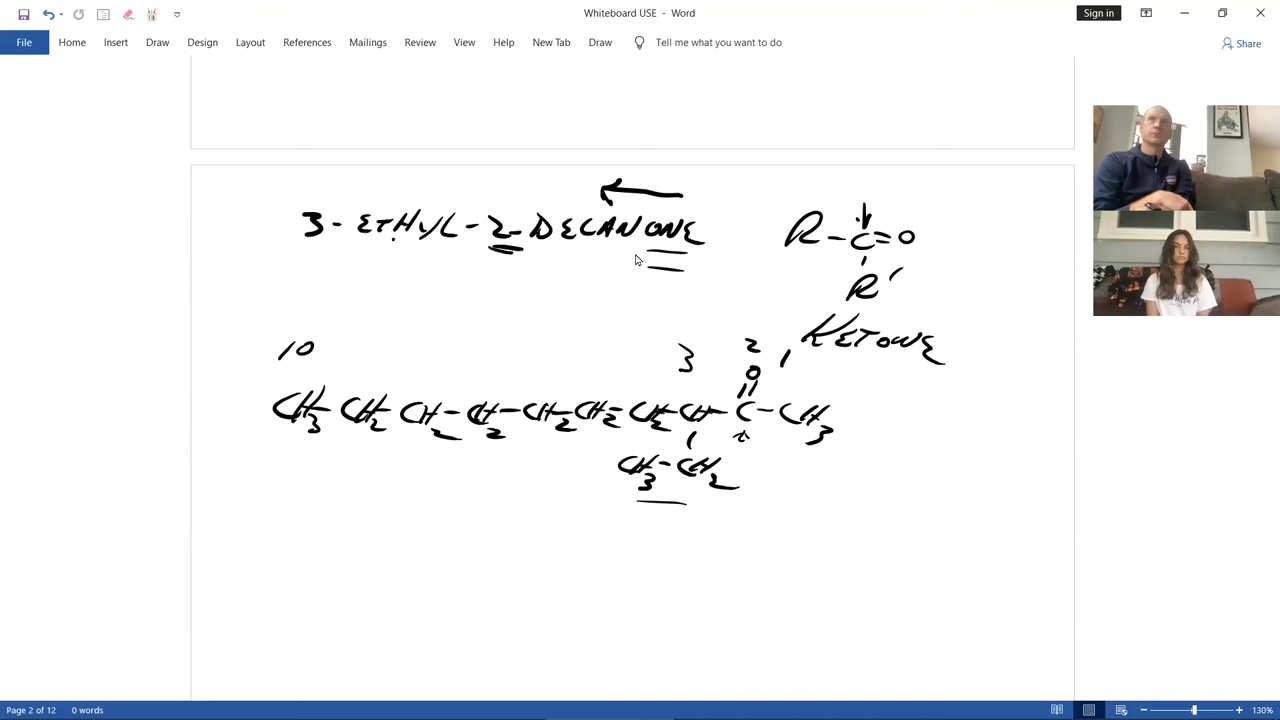 Whiteboard USE - Word
Sign in
File Home Insert Draw Design Layout References Mailings Review View Help New Tab Draw Tell me what you want to do
Share
3-ETHYL-2-DECANONE
R-C=O
R'
KETONE
10 3 2 1
O
CH3-CH2-CH2-CH2-CH2-CH2-CH2-CH-C-CH3
CH3-CH2
Page 2 of 12 0 words
130%